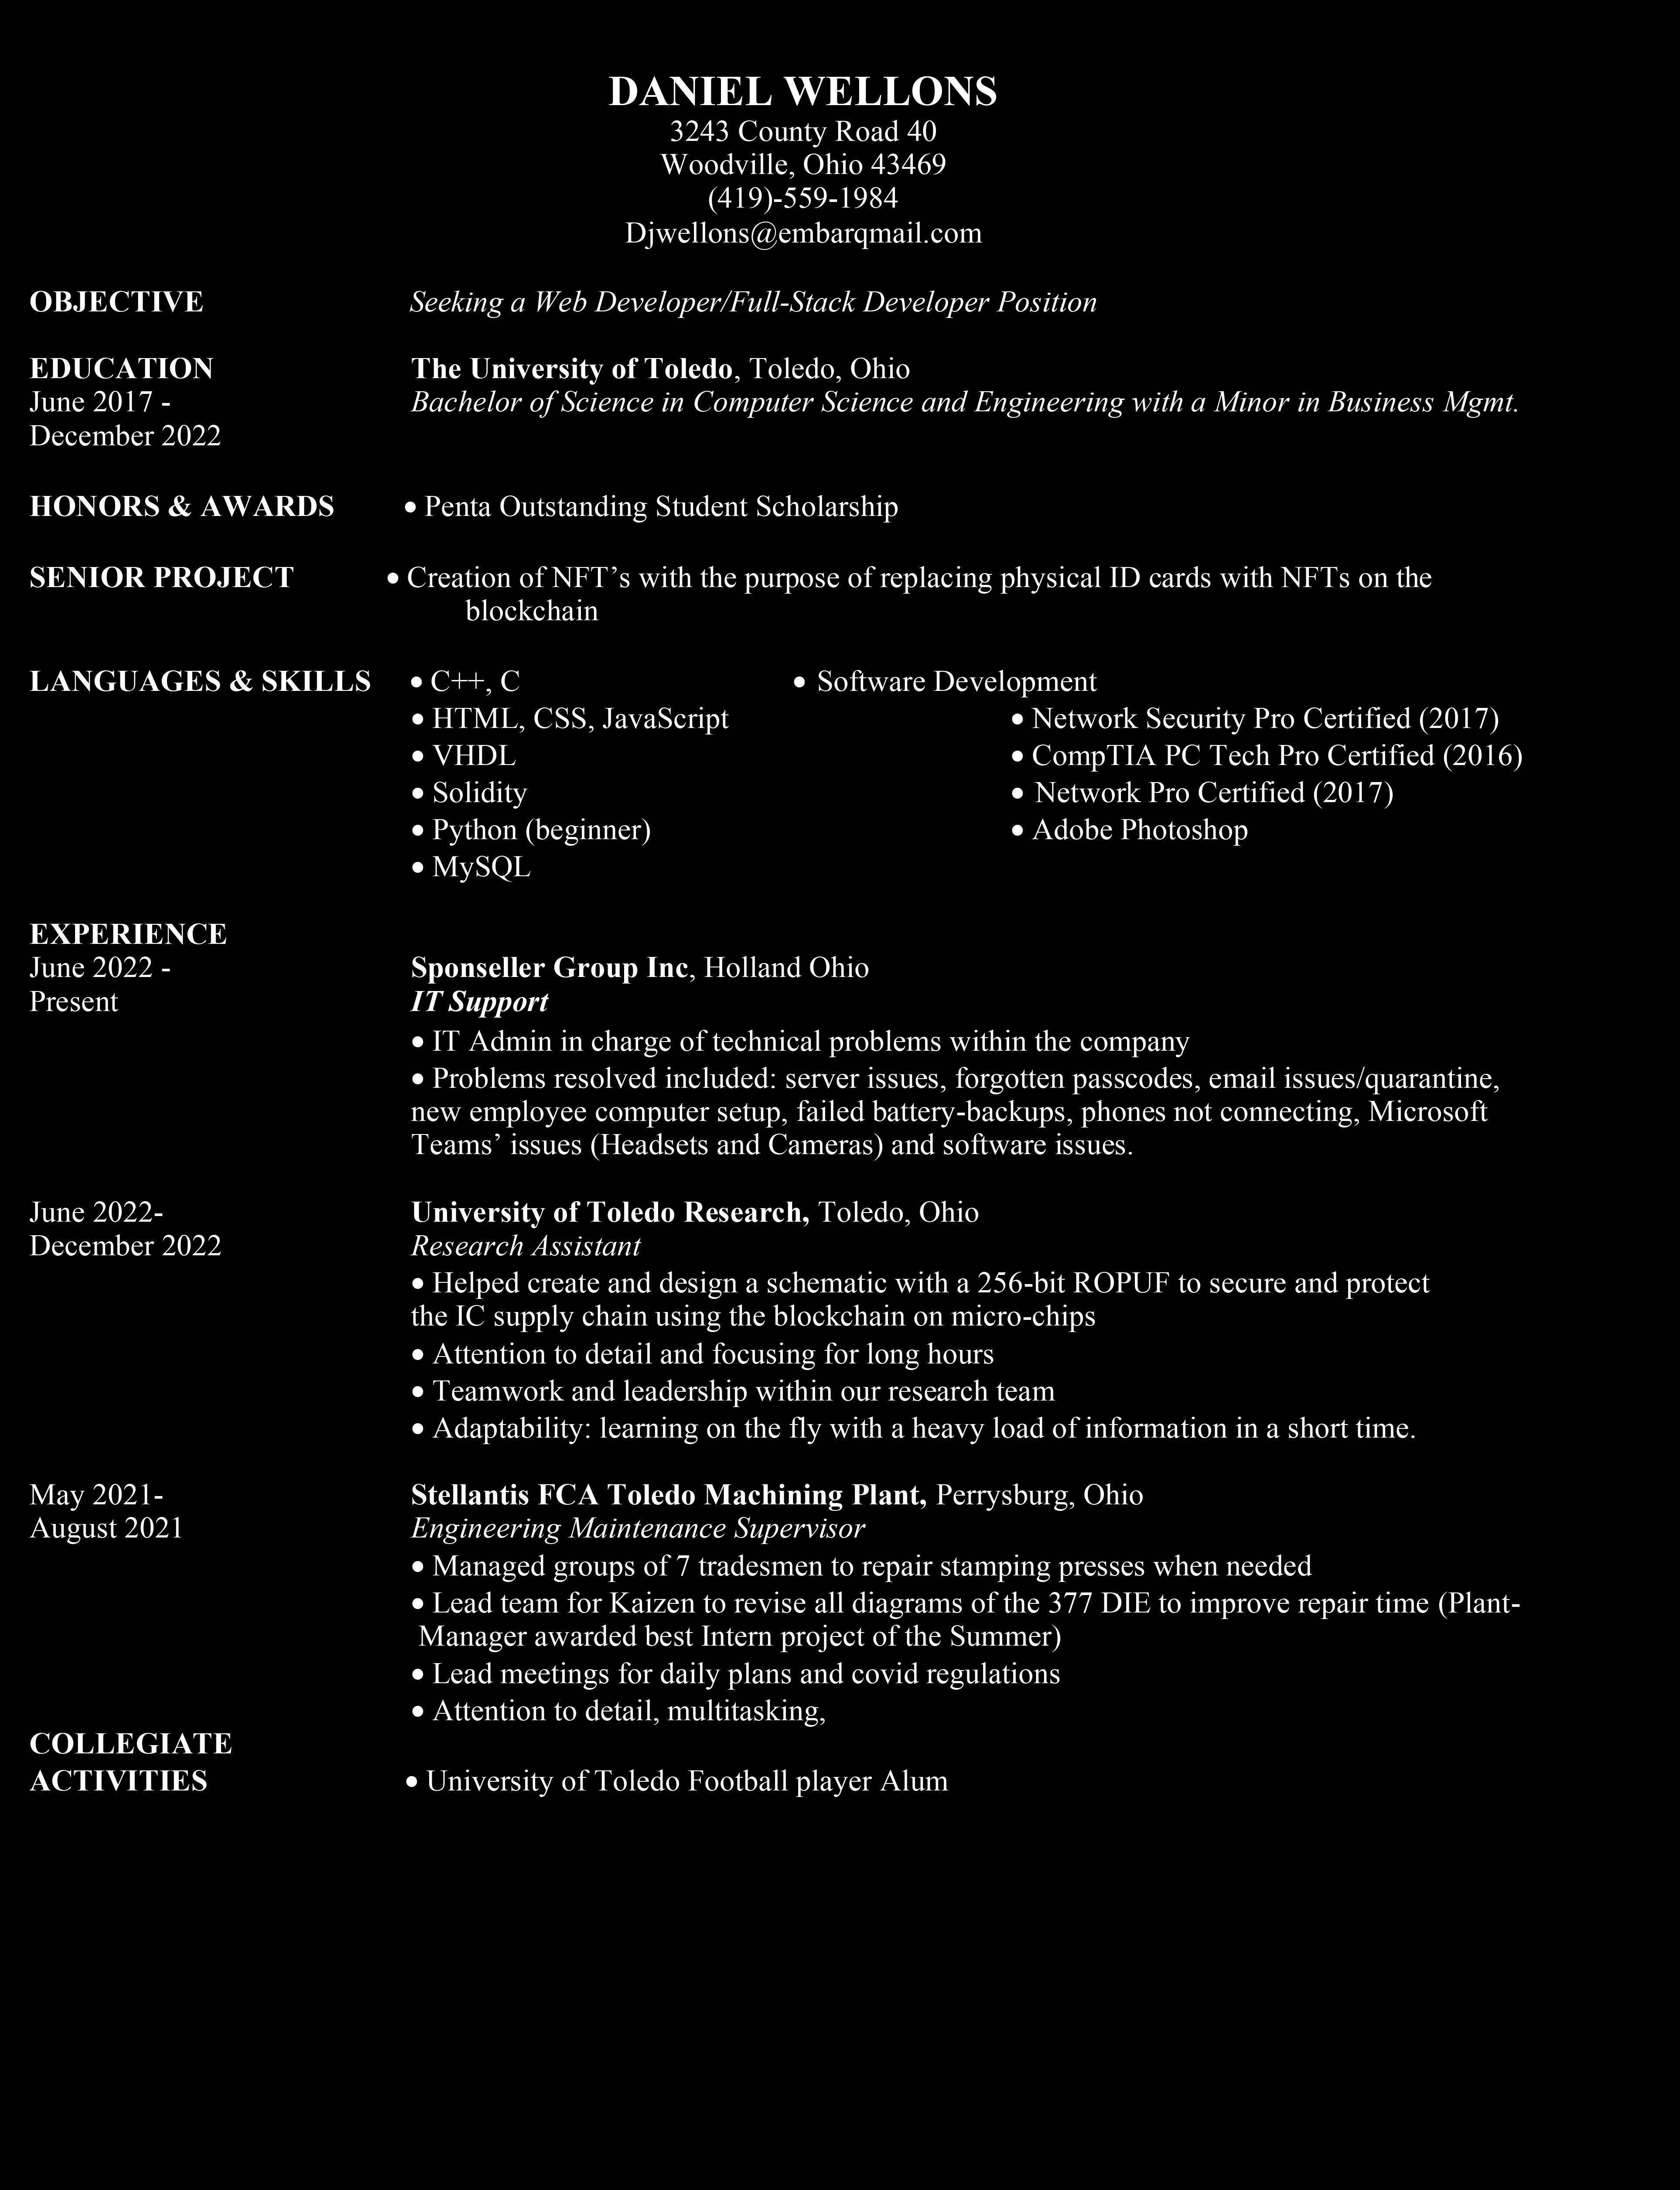 DANIEL WELLONS
3243 County Road 40
Woodville, Ohio 43469
(419)-559-1984
Djwellons@embarqmail.com
OBJECTIVE Seeking a Web Developer/Full-Stack Developer Position
EDUCATION The University of Toledo, Toledo, Ohio
June 2017 - Bachelor of Science in Computer Science and Engineering with a Minor in Business Mgmt.
December 2022
HONORS & AWARDS • Penta Outstanding Student Scholarship
SENIOR PROJECT • Creation of NFT’s with the purpose of replacing physical ID cards with NFTs on the
blockchain
LANGUAGES & SKILLS • C++, C • Software Development
• HTML, CSS, JavaScript • Network Security Pro Certified (2017)
• VHDL • CompTIA PC Tech Pro Certified (2016)
• Solidity • Network Pro Certified (2017)
• Python (beginner) • Adobe Photoshop
• MySQL
EXPERIENCE
June 2022 - Sponseller Group Inc, Holland Ohio
Present IT Support
• IT Admin in charge of technical problems within the company
• Problems resolved included: server issues, forgotten passcodes, email issues/quarantine,
new employee computer setup, failed battery-backups, phones not connecting, Microsoft
Teams’ issues (Headsets and Cameras) and software issues.
June 2022- University of Toledo Research, Toledo, Ohio
December 2022 Research Assistant
• Helped create and design a schematic with a 256-bit ROPUF to secure and protect
the IC supply chain using the blockchain on micro-chips
• Attention to detail and focusing for long hours
• Teamwork and leadership within our research team
• Adaptability: learning on the fly with a heavy load of information in a short time.
May 2021- Stellantis FCA Toledo Machining Plant, Perrysburg, Ohio
August 2021 Engineering Maintenance Supervisor
• Managed groups of 7 tradesmen to repair stamping presses when needed
• Lead team for Kaizen to revise all diagrams of the 377 DIE to improve repair time (Plant-
Manager awarded best Intern project of the Summer)
• Lead meetings for daily plans and covid regulations
• Attention to detail, multitasking,
COLLEGIATE
ACTIVITIES • University of Toledo Football player Alum